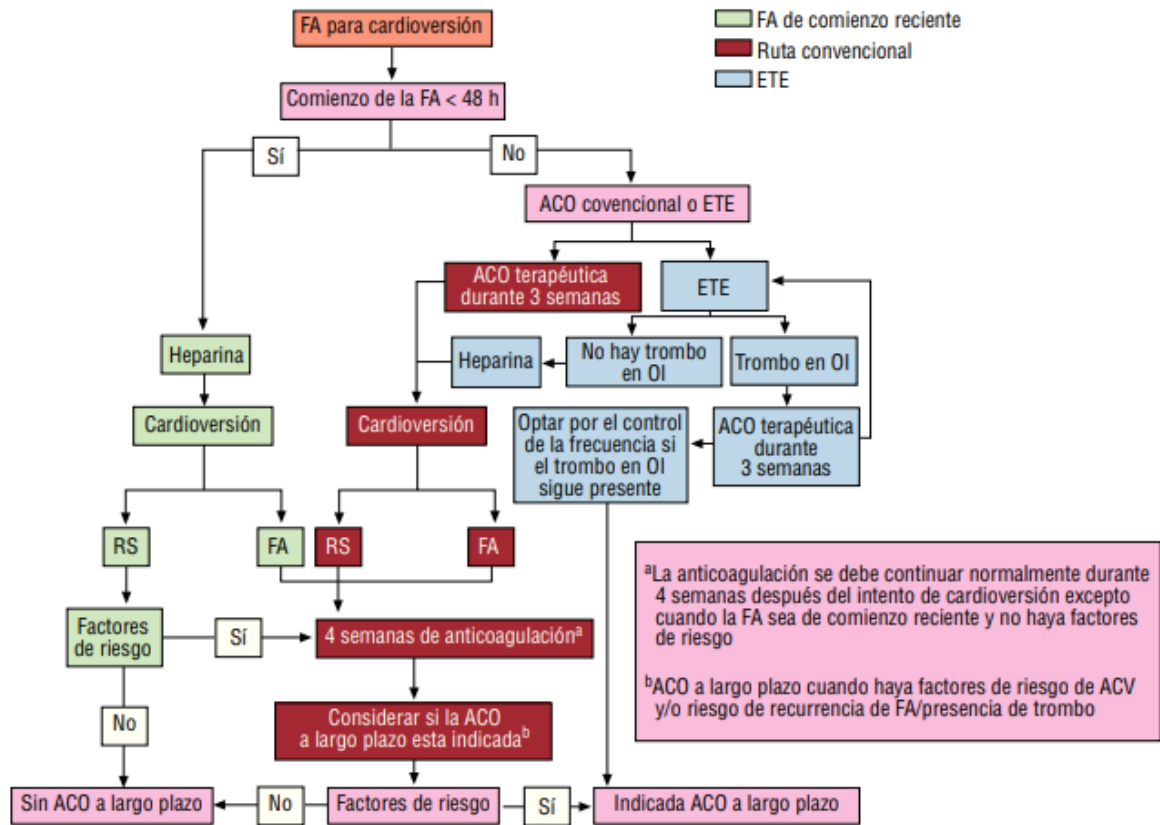 FA para cardioversión
FA de comienzo reciente
Ruta convencional
ETE
Comienzo de la FA < 48 h
Sí
No
ACO covencional o ETE
ACO terapéutica
durante 3 semanas
ETE
Heparina
Heparina
No hay trombo
en OI
Trombo en OI
Cardioversión
Cardioversión
Optar por el control
de la frecuencia si
el trombo en OI
sigue presente
ACO terapéutica
durante
3 semanas
RS
FA
RS
FA
Factores
de riesgo
Sí
4 semanas de anticoagulaciónᵃ
No
Considerar si la ACO
a largo plazo esta indicadaᵇ
Sin ACO a largo plazo
No
Factores de riesgo
Sí
Indicada ACO a largo plazo
ᵃLa anticoagulación se debe continuar normalmente durante
4 semanas después del intento de cardioversión excepto
cuando la FA sea de comienzo reciente y no haya factores
de riesgo
ᵇACO a largo plazo cuando haya factores de riesgo de ACV
y/o riesgo de recurrencia de FA/presencia de trombo